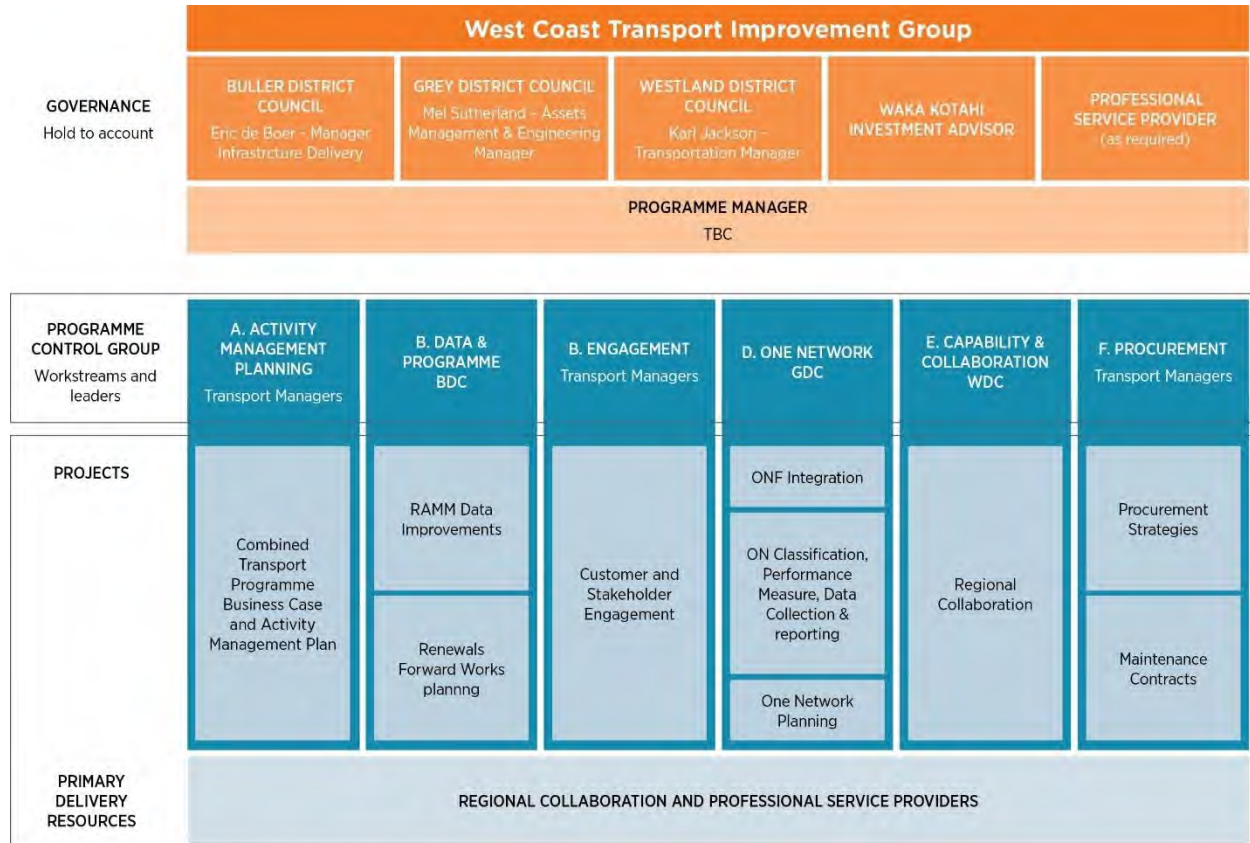 West Coast Transport Improvement Group
GOVERNANCE
Hold to account
BULLER DISTRICT
COUNCIL
Eric de Boer - Manager
Infrastrcture Delivery
GREY DISTRICT COUNCIL
Mel Sutherland - Assets
Management & Engineering
Manager
WESTLAND DISTRICT
COUNCIL
Karl Jackson -
Transportation Manager
WAKA KOTAHI
INVESTMENT ADVISOR
PROFESSIONAL
SERVICE PROVIDER
(as required)
PROGRAMME MANAGER
TBC
PROGRAMME
CONTROL GROUP
Workstreams and
leaders
A. ACTIVITY
MANAGEMENT
PLANNING
Transport Managers
B. DATA &
PROGRAMME
BDC
B. ENGAGEMENT
Transport Managers
D. ONE NETWORK
GDC
E. CAPABILITY &
COLLABORATION
WDC
F. PROCUREMENT
Transport Managers
PROJECTS
Combined
Transport
Programme
Business Case
and Activity
Management Plan
RAMM Data
Improvements
Renewals
Forward Works
plannng
Customer and
Stakeholder
Engagement
ONF Integration
ON Classification,
Performance
Measure, Data
Collection &
reporting
One Network
Planning
Regional
Collaboration
Procurement
Strategies
Maintenance
Contracts
PRIMARY
DELIVERY
RESOURCES
REGIONAL COLLABORATION AND PROFESSIONAL SERVICE PROVIDERS